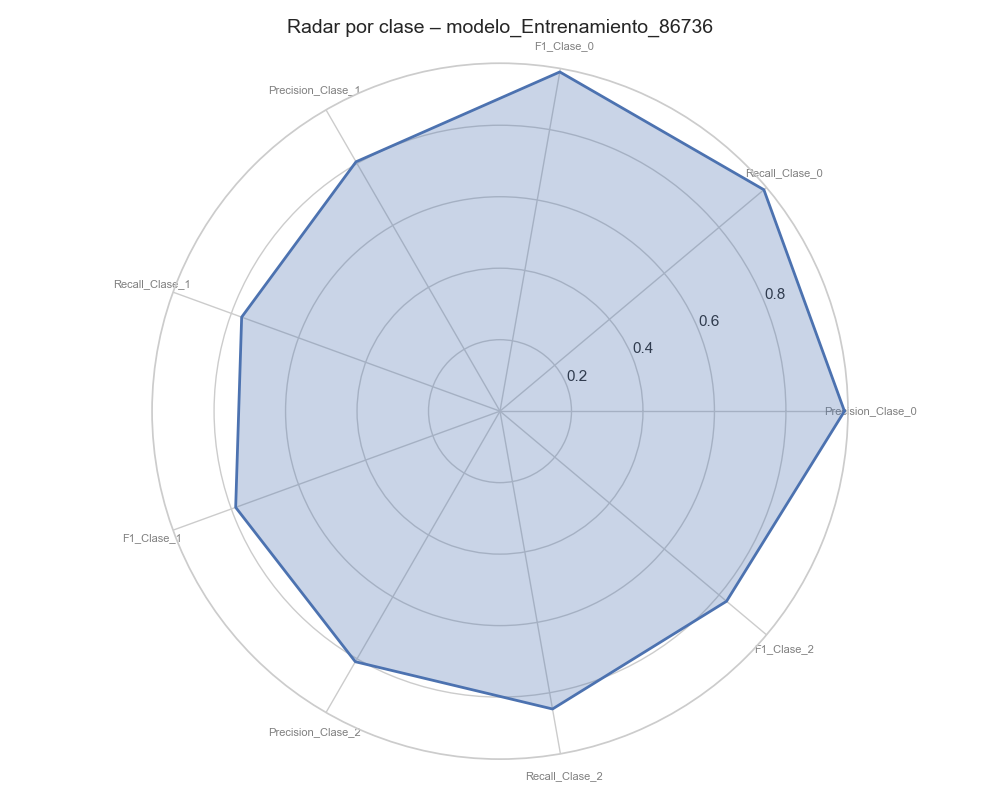 Radar por clase – modelo_Entrenamiento_86736
F1_Clase_0
Precision_Clase_1
Recall_Clase_0
Recall_Clase_1
0.8
0.6
0.4
0.2
Precision_Clase_0
F1_Clase_1
F1_Clase_2
Precision_Clase_2
Recall_Clase_2